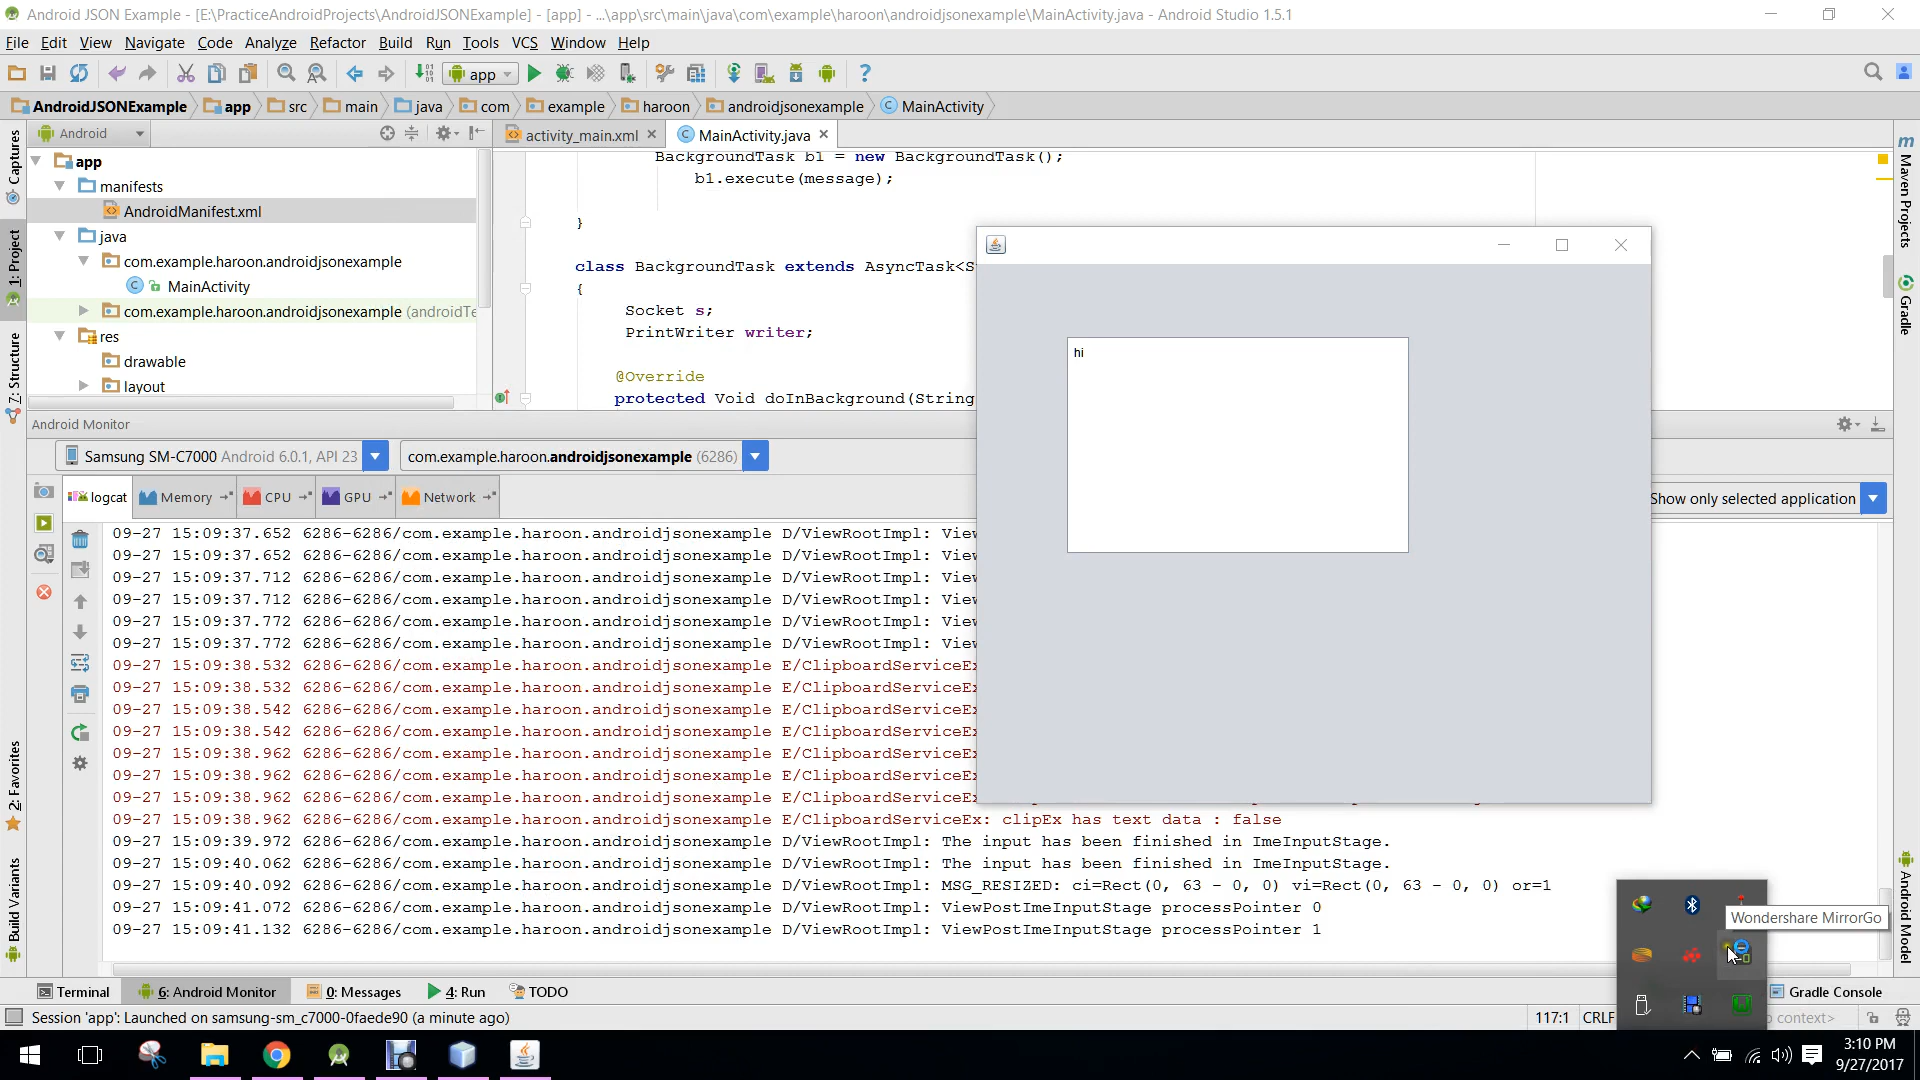 Android JSON Example - [E:\PracticeAndroidProjects\AndroidJSONExample] - [app] - ...\app\src\main\java\com\example\haroon\androidjsonexample\MainActivity.java - Android Studio 1.5.1
File Edit View Navigate Code Analyze Refactor Build Run Tools VCS Window Help
app
AndroidJSONExample app src main java com example haroon androidjsonexample MainActivity
Android
activity_main.xml MainActivity.java
app
manifests
AndroidManifest.xml
java
com.example.haroon.androidjsonexample
MainActivity
com.example.haroon.androidjsonexample (androidTe
res
drawable
layout
BackgroundTask b1 = new BackgroundTask();
b1.execute(message);
}
class BackgroundTask extends AsyncTask<S
{
Socket s;
PrintWriter writer;
@Override
protected Void doInBackground(String
hi
Captures
1: Project
7: Structure
2: Favorites
Build Variants
Maven Projects
Gradle
Android Model
Android Monitor
Samsung SM-C7000 Android 6.0.1, API 23
com.example.haroon.androidjsonexample (6286)
logcat Memory CPU GPU Network
Show only selected application
09-27 15:09:37.652 6286-6286/com.example.haroon.androidjsonexample D/ViewRootImpl: View
09-27 15:09:37.652 6286-6286/com.example.haroon.androidjsonexample D/ViewRootImpl: View
09-27 15:09:37.712 6286-6286/com.example.haroon.androidjsonexample D/ViewRootImpl: View
09-27 15:09:37.712 6286-6286/com.example.haroon.androidjsonexample D/ViewRootImpl: View
09-27 15:09:37.772 6286-6286/com.example.haroon.androidjsonexample D/ViewRootImpl: View
09-27 15:09:37.772 6286-6286/com.example.haroon.androidjsonexample D/ViewRootImpl: View
09-27 15:09:38.532 6286-6286/com.example.haroon.androidjsonexample E/ClipboardServiceEx
09-27 15:09:38.532 6286-6286/com.example.haroon.androidjsonexample E/ClipboardServiceEx
09-27 15:09:38.542 6286-6286/com.example.haroon.androidjsonexample E/ClipboardServiceEx
09-27 15:09:38.542 6286-6286/com.example.haroon.androidjsonexample E/ClipboardServiceEx
09-27 15:09:38.962 6286-6286/com.example.haroon.androidjsonexample E/ClipboardServiceEx
09-27 15:09:38.962 6286-6286/com.example.haroon.androidjsonexample E/ClipboardServiceEx
09-27 15:09:38.962 6286-6286/com.example.haroon.androidjsonexample E/ClipboardServiceEx
09-27 15:09:38.962 6286-6286/com.example.haroon.androidjsonexample E/ClipboardServiceEx: clipEx has text data : false
09-27 15:09:39.972 6286-6286/com.example.haroon.androidjsonexample D/ViewRootImpl: The input has been finished in ImeInputStage.
09-27 15:09:40.062 6286-6286/com.example.haroon.androidjsonexample D/ViewRootImpl: The input has been finished in ImeInputStage.
09-27 15:09:40.092 6286-6286/com.example.haroon.androidjsonexample D/ViewRootImpl: MSG_RESIZED: ci=Rect(0, 63 - 0, 0) vi=Rect(0, 63 - 0, 0) or=1
09-27 15:09:41.072 6286-6286/com.example.haroon.androidjsonexample D/ViewRootImpl: ViewPostImeInputStage processPointer 0
09-27 15:09:41.132 6286-6286/com.example.haroon.androidjsonexample D/ViewRootImpl: ViewPostImeInputStage processPointer 1
Wondershare MirrorGo
Terminal 6: Android Monitor 0: Messages 4: Run TODO Gradle Console
Session 'app': Launched on samsung-sm_c7000-0faede90 (a minute ago) 117:1 CRLF context>
3:10 PM
9/27/2017